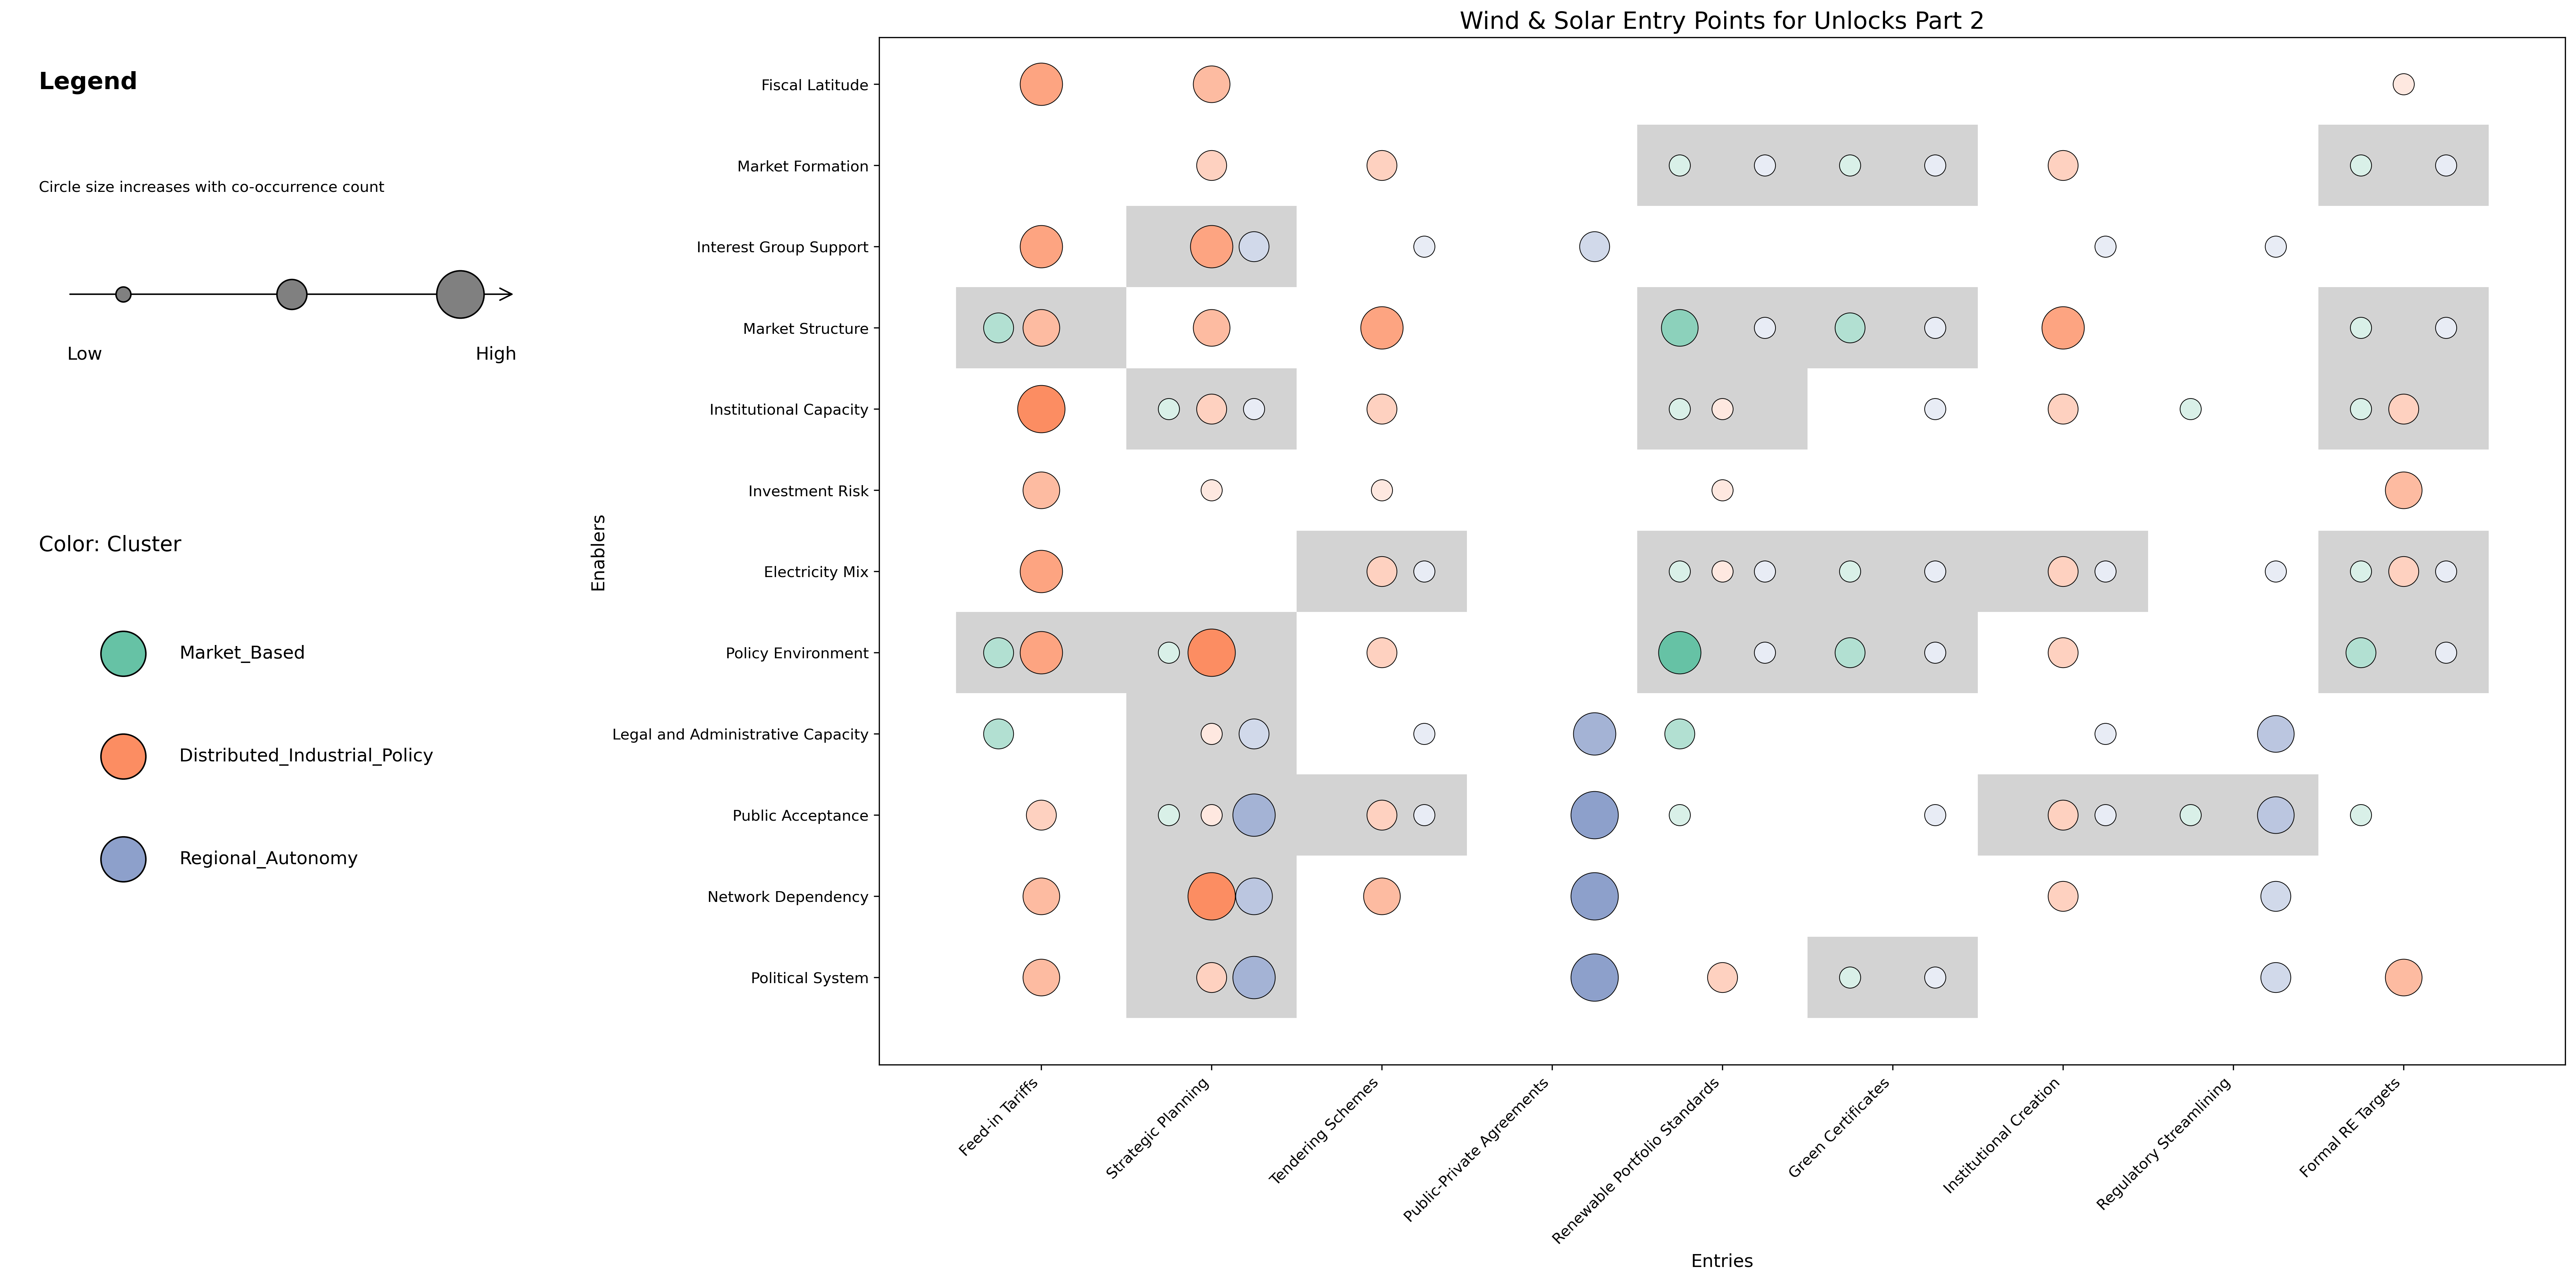 Wind & Solar Entry Points for Unlocks Part 2
Legend
Circle size increases with co-occurrence count
Low
High
Color: Cluster
Market_Based
Distributed_Industrial_Policy
Regional_Autonomy
Enablers
Fiscal Latitude
Market Formation
Interest Group Support
Market Structure
Institutional Capacity
Investment Risk
Electricity Mix
Policy Environment
Legal and Administrative Capacity
Public Acceptance
Network Dependency
Political System
Feed-in Tariffs
Strategic Planning
Tendering Schemes
Public-Private Agreements
Renewable Portfolio Standards
Green Certificates
Institutional Creation
Regulatory Streamlining
Formal RE Targets
Entries